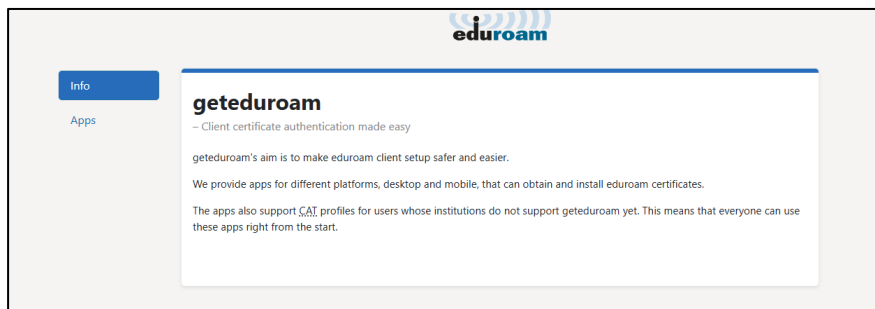 eduroam
Info
Apps
geteduroam
– Client certificate authentication made easy
geteduroam's aim is to make eduroam client setup safer and easier.
We provide apps for different platforms, desktop and mobile, that can obtain and install eduroam certificates.
The apps also support CAT profiles for users whose institutions do not support geteduroam yet. This means that everyone can use
these apps right from the start.